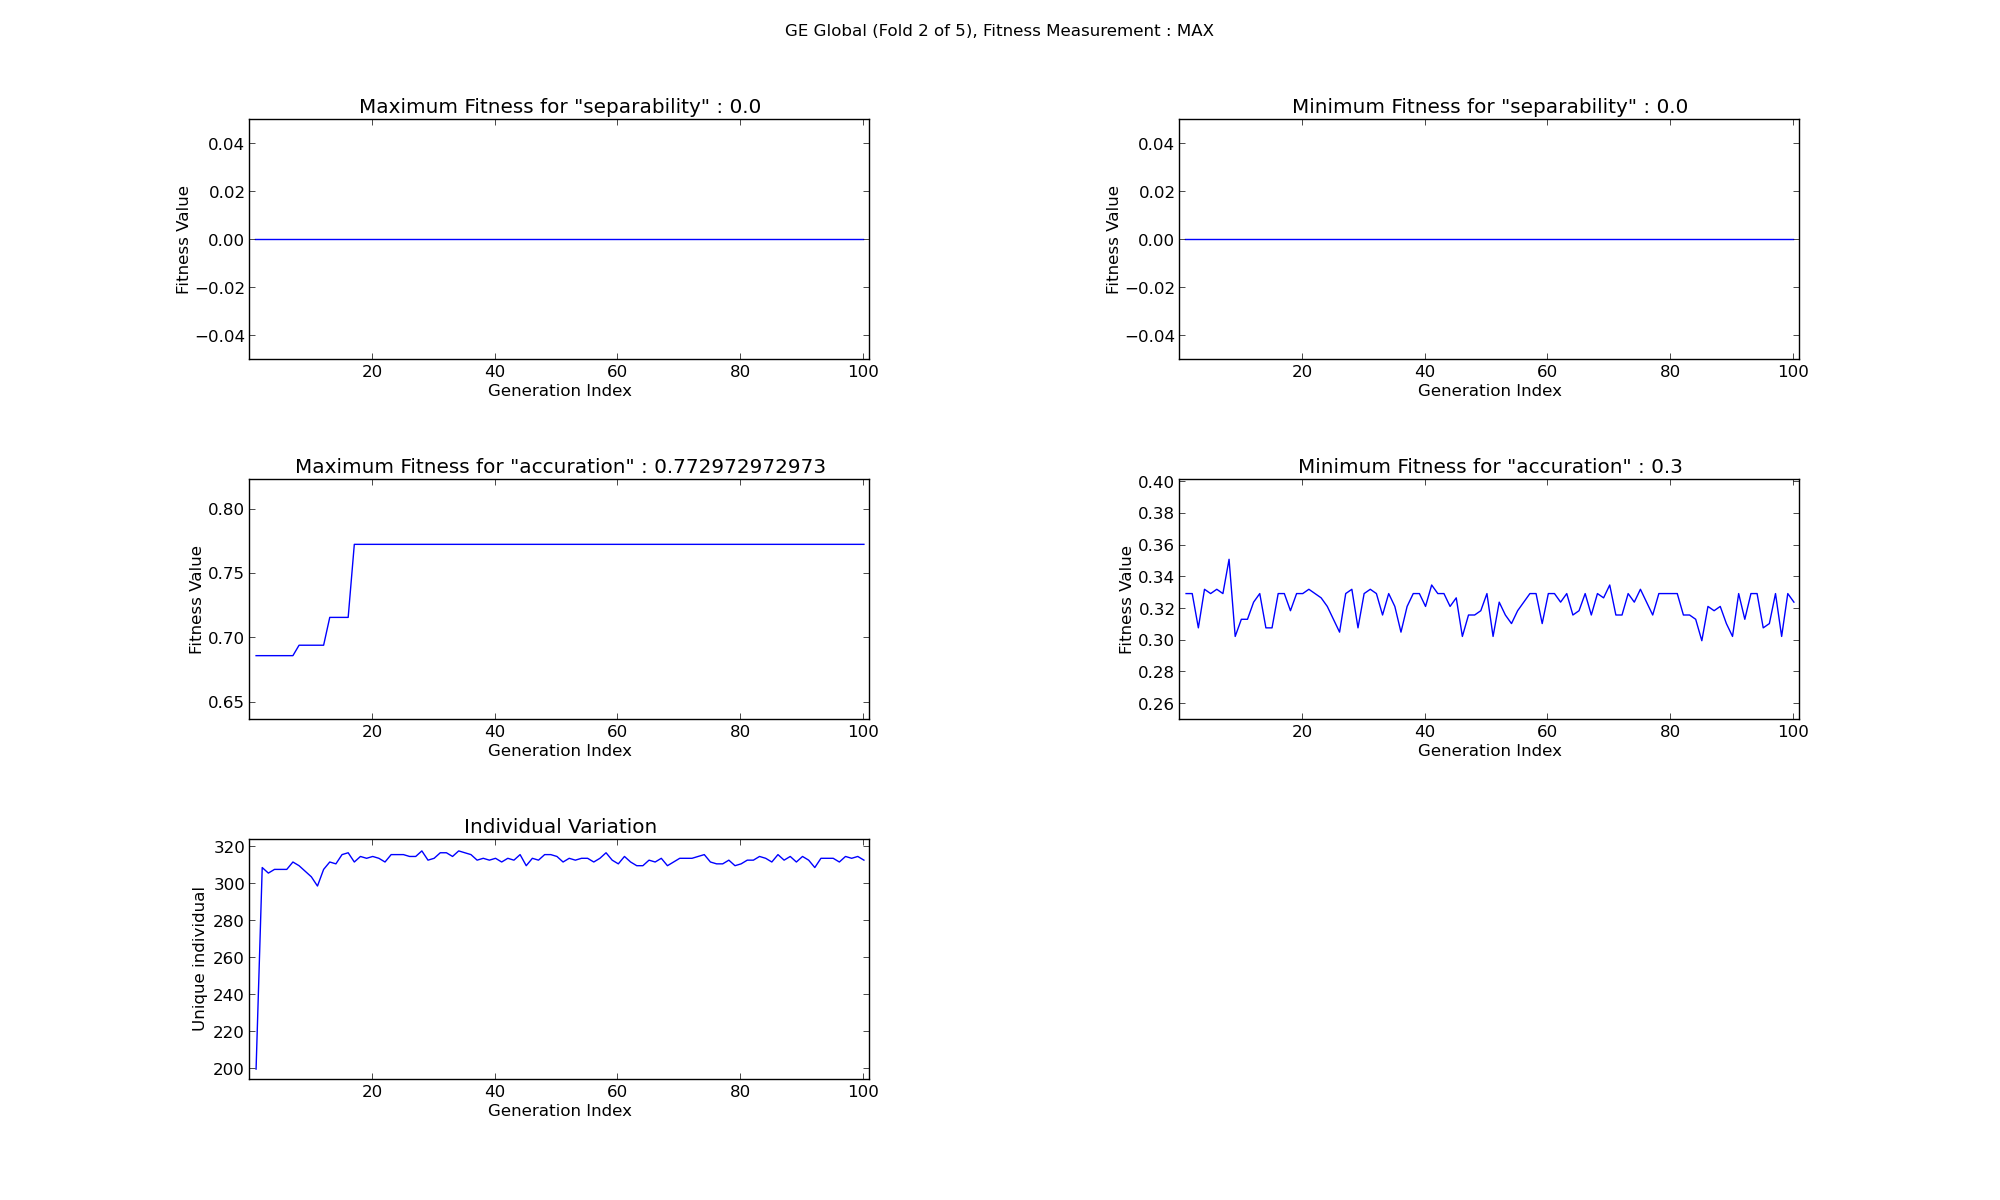 GE Global (Fold 2 of 5), Fitness Measurement : MAX
Maximum Fitness for "separability" : 0.0
0.04
0.02
0.00
−0.02
−0.04
Fitness Value
20 40 60 80 100
Generation Index
Minimum Fitness for "separability" : 0.0
0.04
0.02
0.00
−0.02
−0.04
Fitness Value
20 40 60 80 100
Generation Index
Maximum Fitness for "accuration" : 0.772972972973
0.80
0.75
0.70
0.65
Fitness Value
20 40 60 80 100
Generation Index
Minimum Fitness for "accuration" : 0.3
0.40
0.38
0.36
0.34
0.32
0.30
0.28
0.26
Fitness Value
20 40 60 80 100
Generation Index
Individual Variation
320
300
280
260
240
220
200
Unique individual
20 40 60 80 100
Generation Index